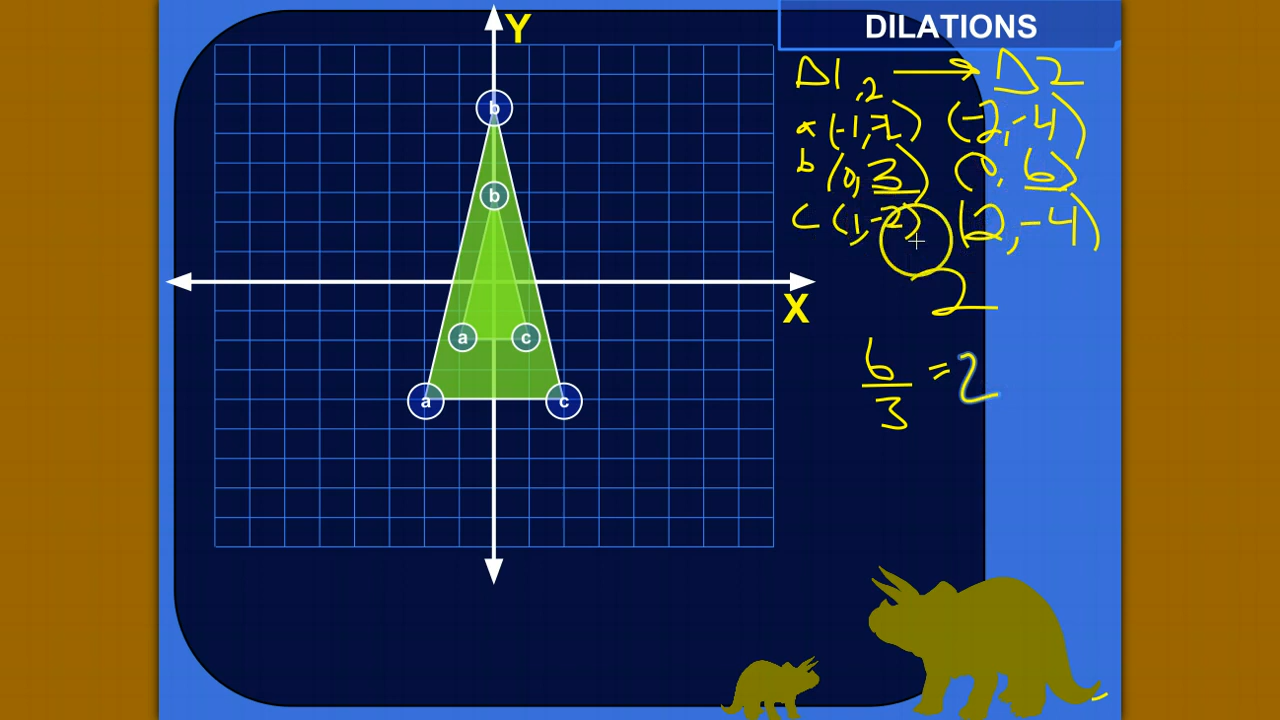 Y
DILATIONS
Δ1 → Δ2
,2
a (-1,-2) (-2,-4)
b (0,3) (0,6)
c (1,-2) (2,-4)
2
6/3 = 2
b
b
X
a c
a c